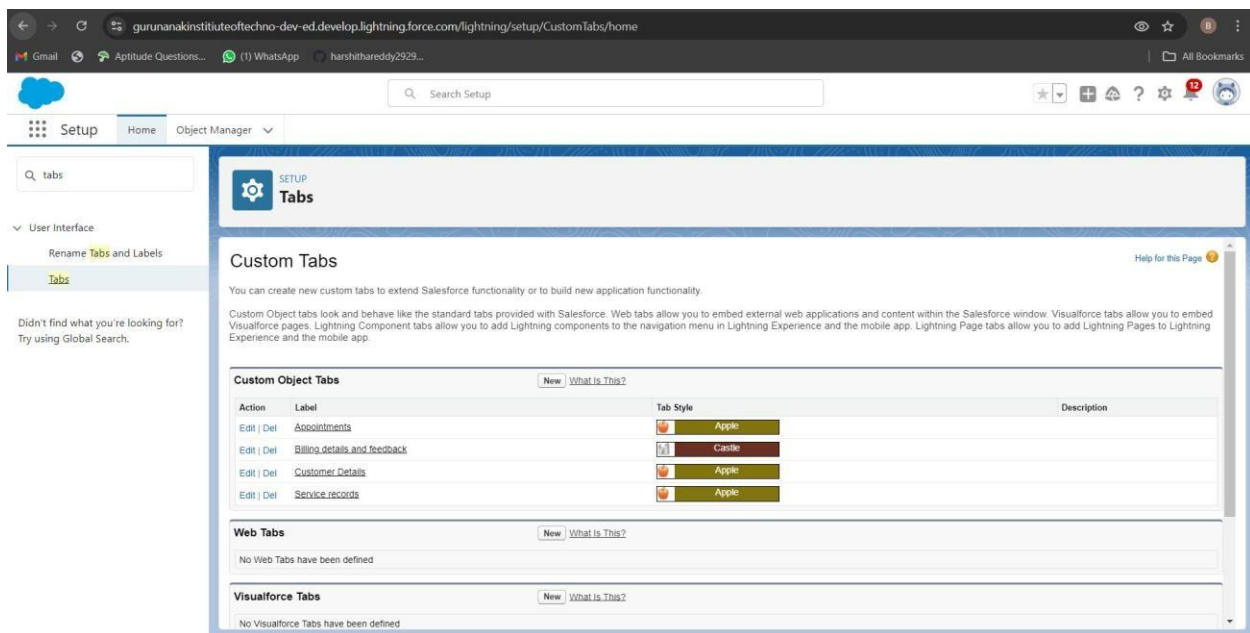 gurunanakinstitiuteoftechno-dev-ed.develop.lightning.force.com/lightning/setup/CustomTabs/home
B
Gmail
Aptitude Questions...
(1) WhatsApp
harshithareddy2929...
All Bookmarks
Search Setup
12
Setup
Home
Object Manager
tabs
User Interface
Rename Tabs and Labels
Tabs
Didn't find what you're looking for?
Try using Global Search.
SETUP
Tabs
Custom Tabs
Help for this Page
You can create new custom tabs to extend Salesforce functionality or to build new application functionality.
Custom Object tabs look and behave like the standard tabs provided with Salesforce. Web tabs allow you to embed external web applications and content within the Salesforce window. Visualforce tabs allow you to embed
Visualforce pages. Lightning Component tabs allow you to add Lightning components to the navigation menu in Lightning Experience and the mobile app. Lightning Page tabs allow you to add Lightning Pages to Lightning
Experience and the mobile app.
Custom Object Tabs New What Is This?
Action Label Tab Style Description
Edit | Del Appointments Apple
Edit | Del Billing details and feedback Castle
Edit | Del Customer Details Apple
Edit | Del Service records Apple
Web Tabs New What Is This?
No Web Tabs have been defined
Visualforce Tabs New What Is This?
No Visualforce Tabs have been defined